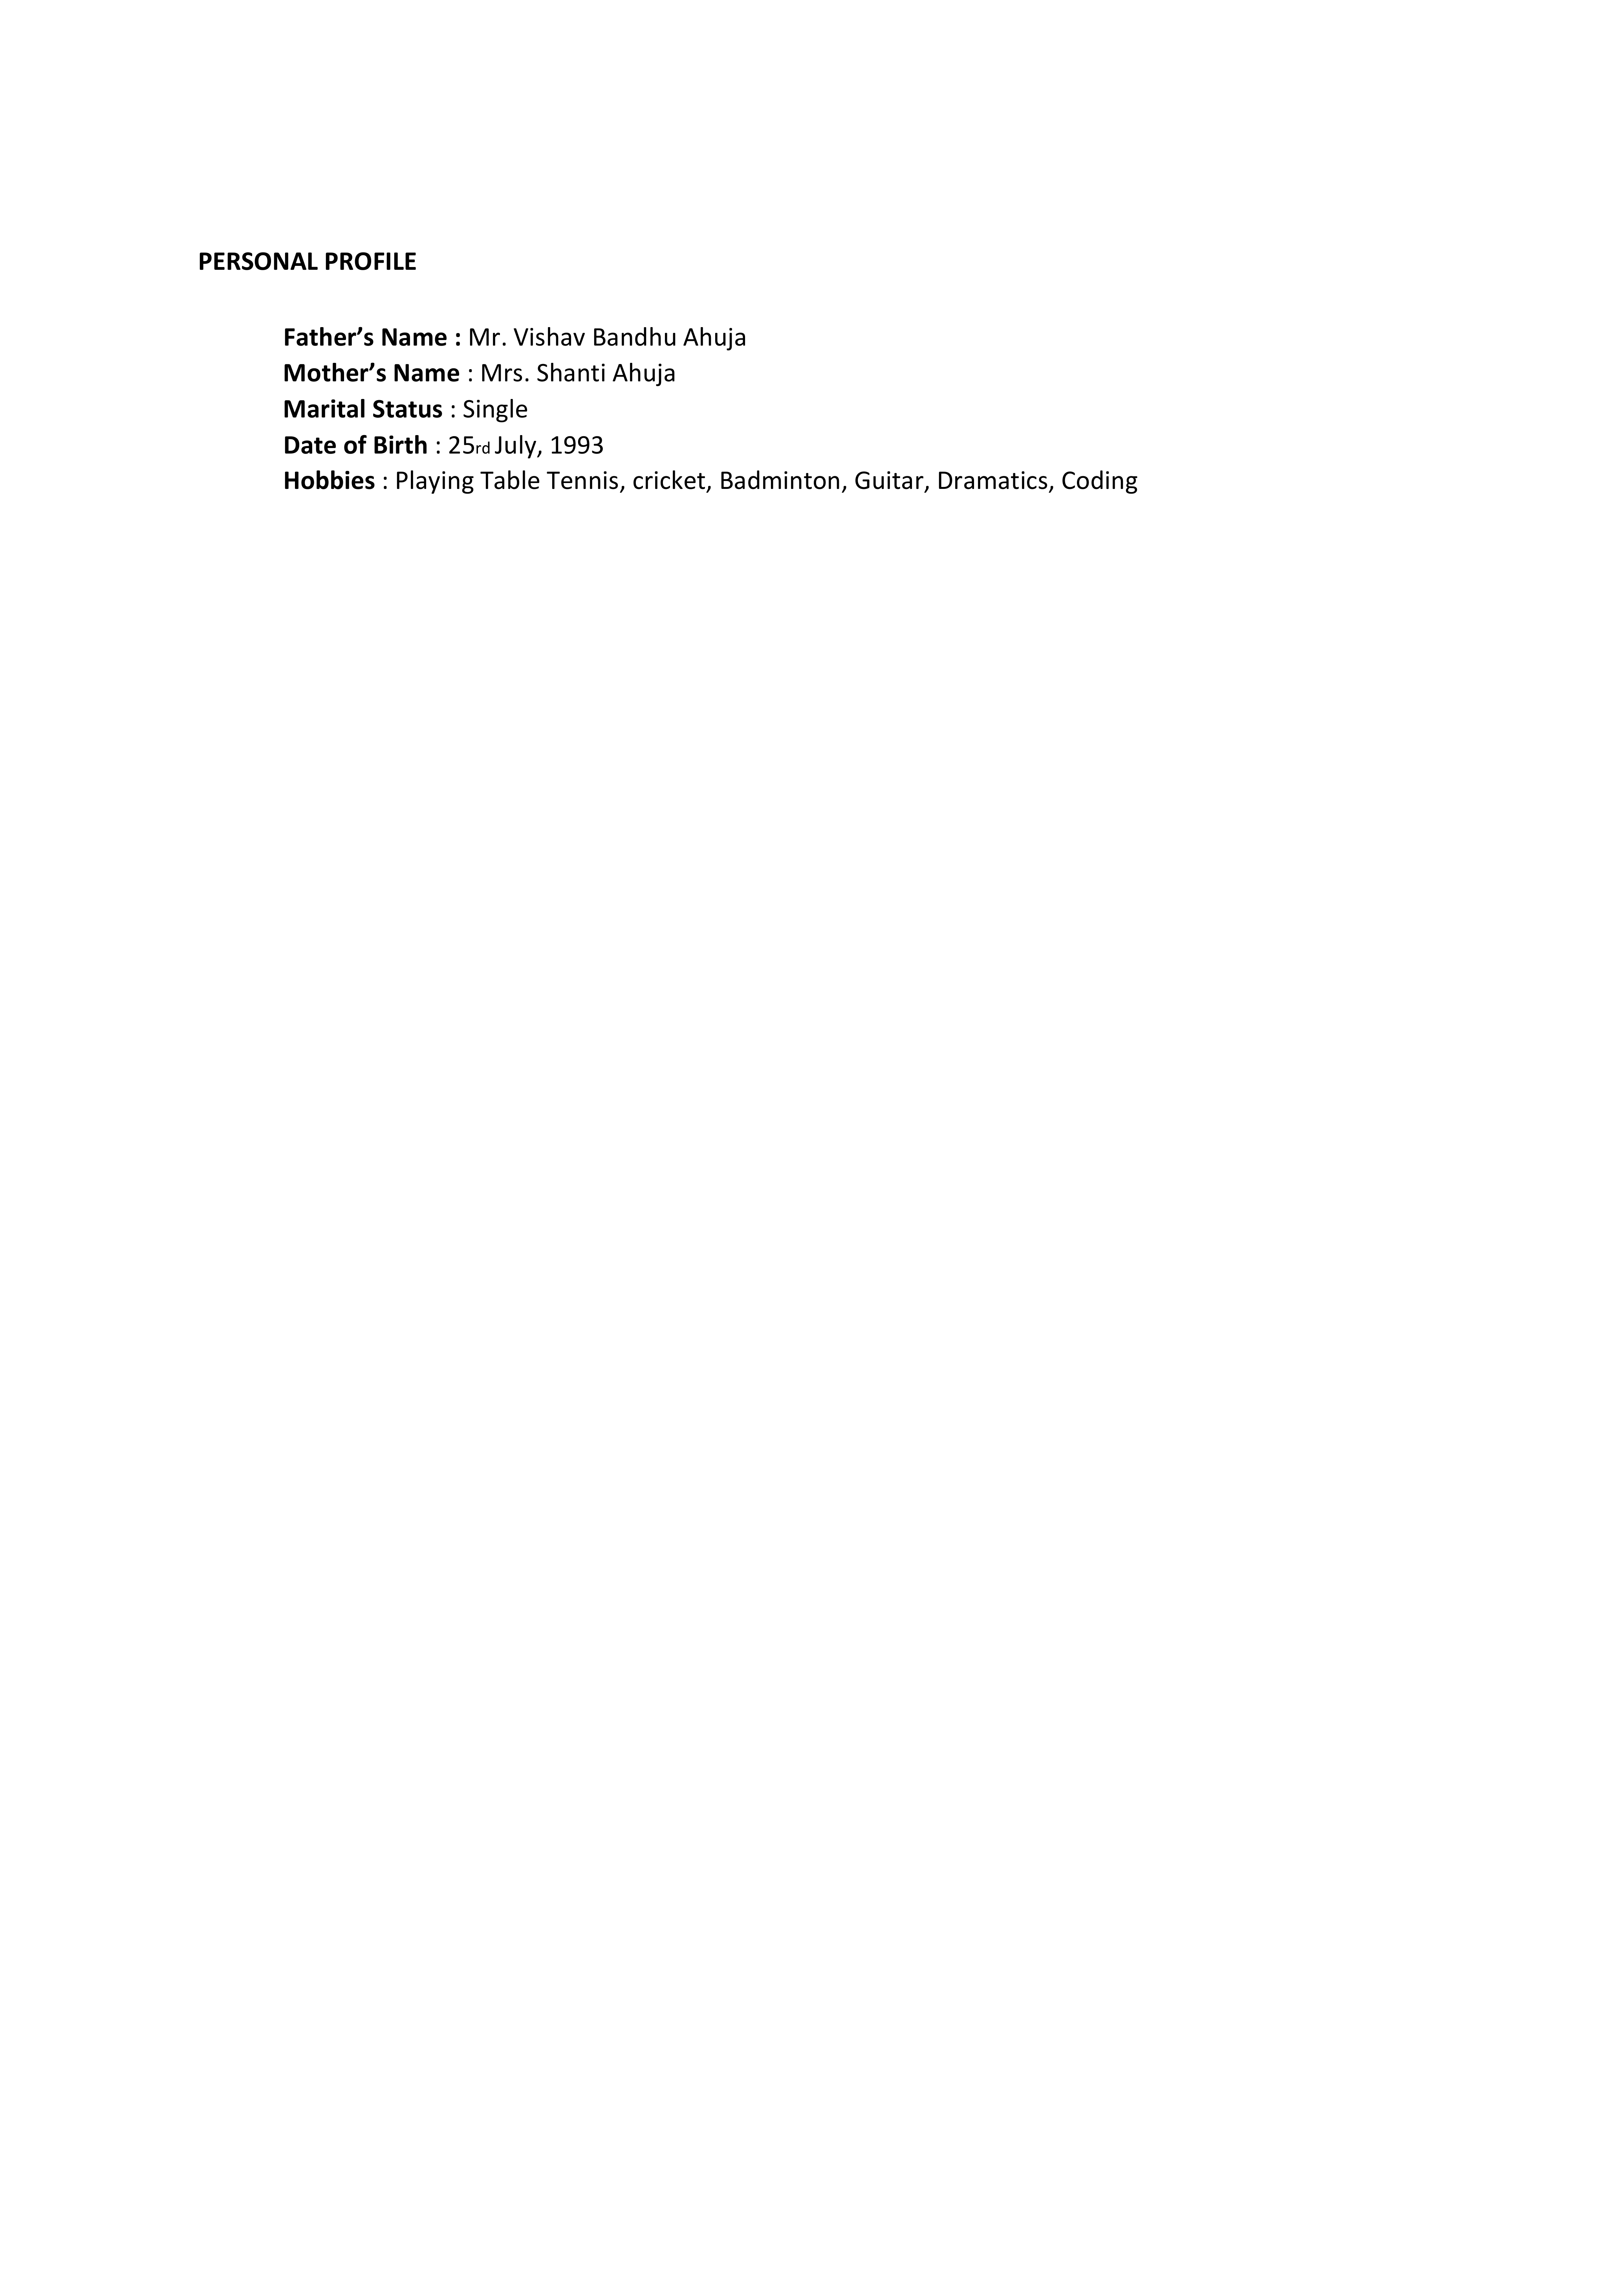 PERSONAL PROFILE
Father’s Name : Mr. Vishav Bandhu Ahuja
Mother’s Name : Mrs. Shanti Ahuja
Marital Status : Single
Date of Birth : 25rd July, 1993
Hobbies : Playing Table Tennis, cricket, Badminton, Guitar, Dramatics, Coding